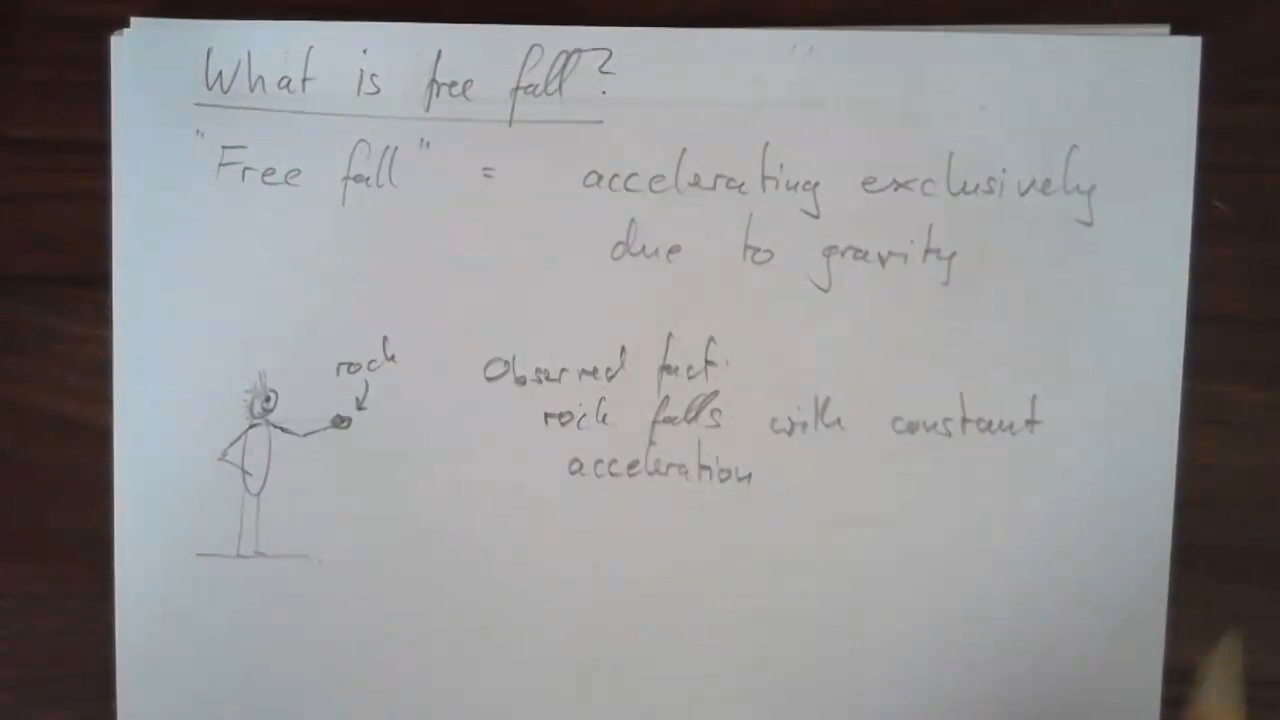 What is free fall?
"Free fall" = accelerating exclusively
due to gravity
rock
Observed fact:
rock falls with constant
acceleration